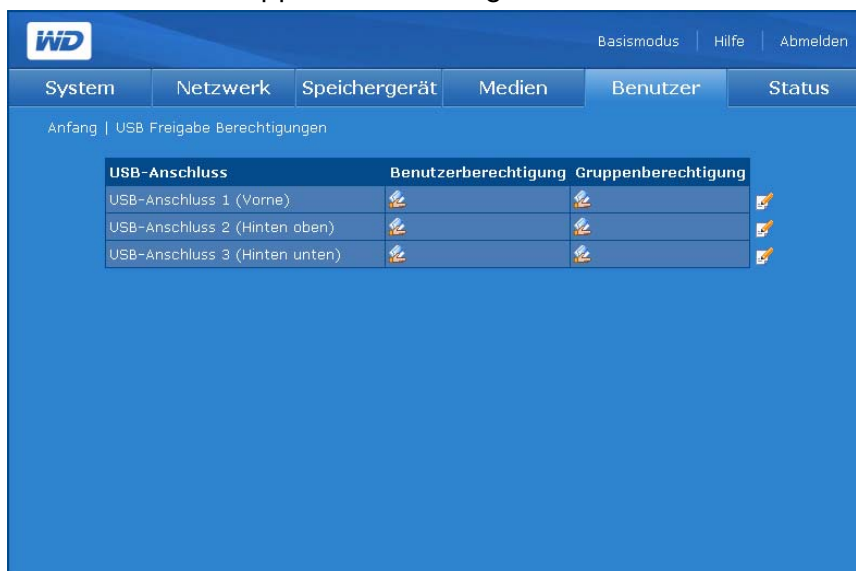 WD
Basismodus | Hilfe | Abmelden
System Netzwerk Speichergerät Medien Benutzer Status
Anfang | USB Freigabe Berechtigungen
USB-Anschluss Benutzerberechtigung Gruppenberechtigung
USB-Anschluss 1 (Vorne)
USB-Anschluss 2 (Hinten oben)
USB-Anschluss 3 (Hinten unten)